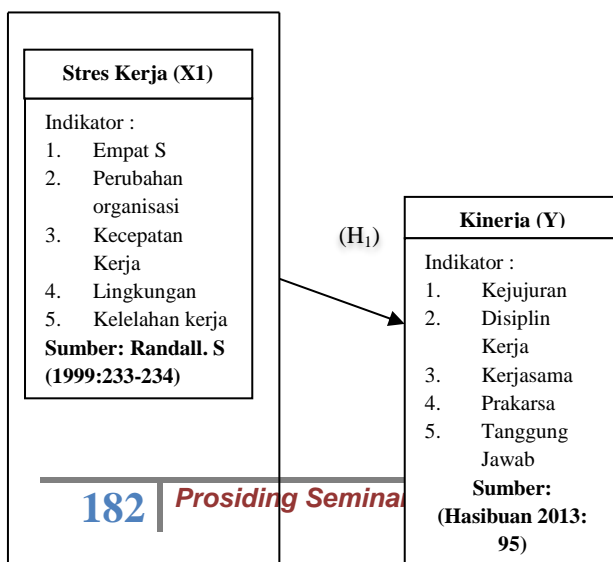 Stres Kerja (X1)
Indikator :
1. Empat S
2. Perubahan
organisasi
3. Kecepatan
Kerja
4. Lingkungan
5. Kelelahan kerja
Sumber: Randall. S
(1999:233-234)
(H1)
Kinerja (Y)
Indikator :
1. Kejujuran
2. Disiplin
Kerja
3. Kerjasama
4. Prakarsa
5. Tanggung
Jawab
Sumber:
(Hasibuan 2013:
95)
182 Prosiding